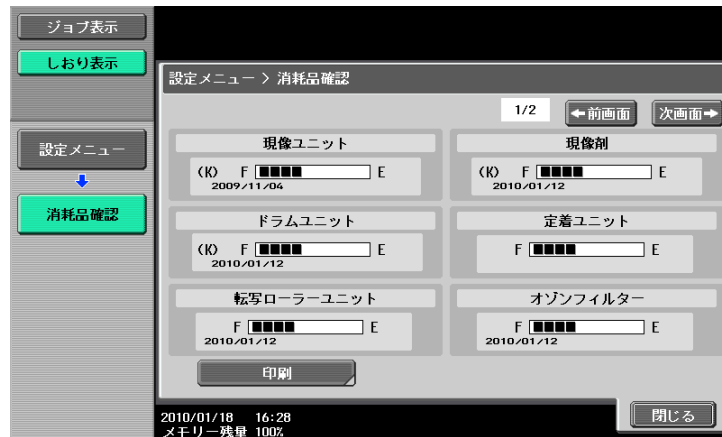 ジョブ表示
しおり表示
設定メニュー > 消耗品確認
1/2 ←前画面 次画面→
設定メニュー
消耗品確認
現像ユニット
(K) F E
2009/11/04
現像剤
(K) F E
2010/01/12
ドラムユニット
(K) F E
2010/01/12
定着ユニット
F E
転写ローラーユニット
F E
2010/01/12
オゾンフィルター
F E
2010/01/12
印刷
2010/01/18 16:28
メモリー残量 100%
閉じる